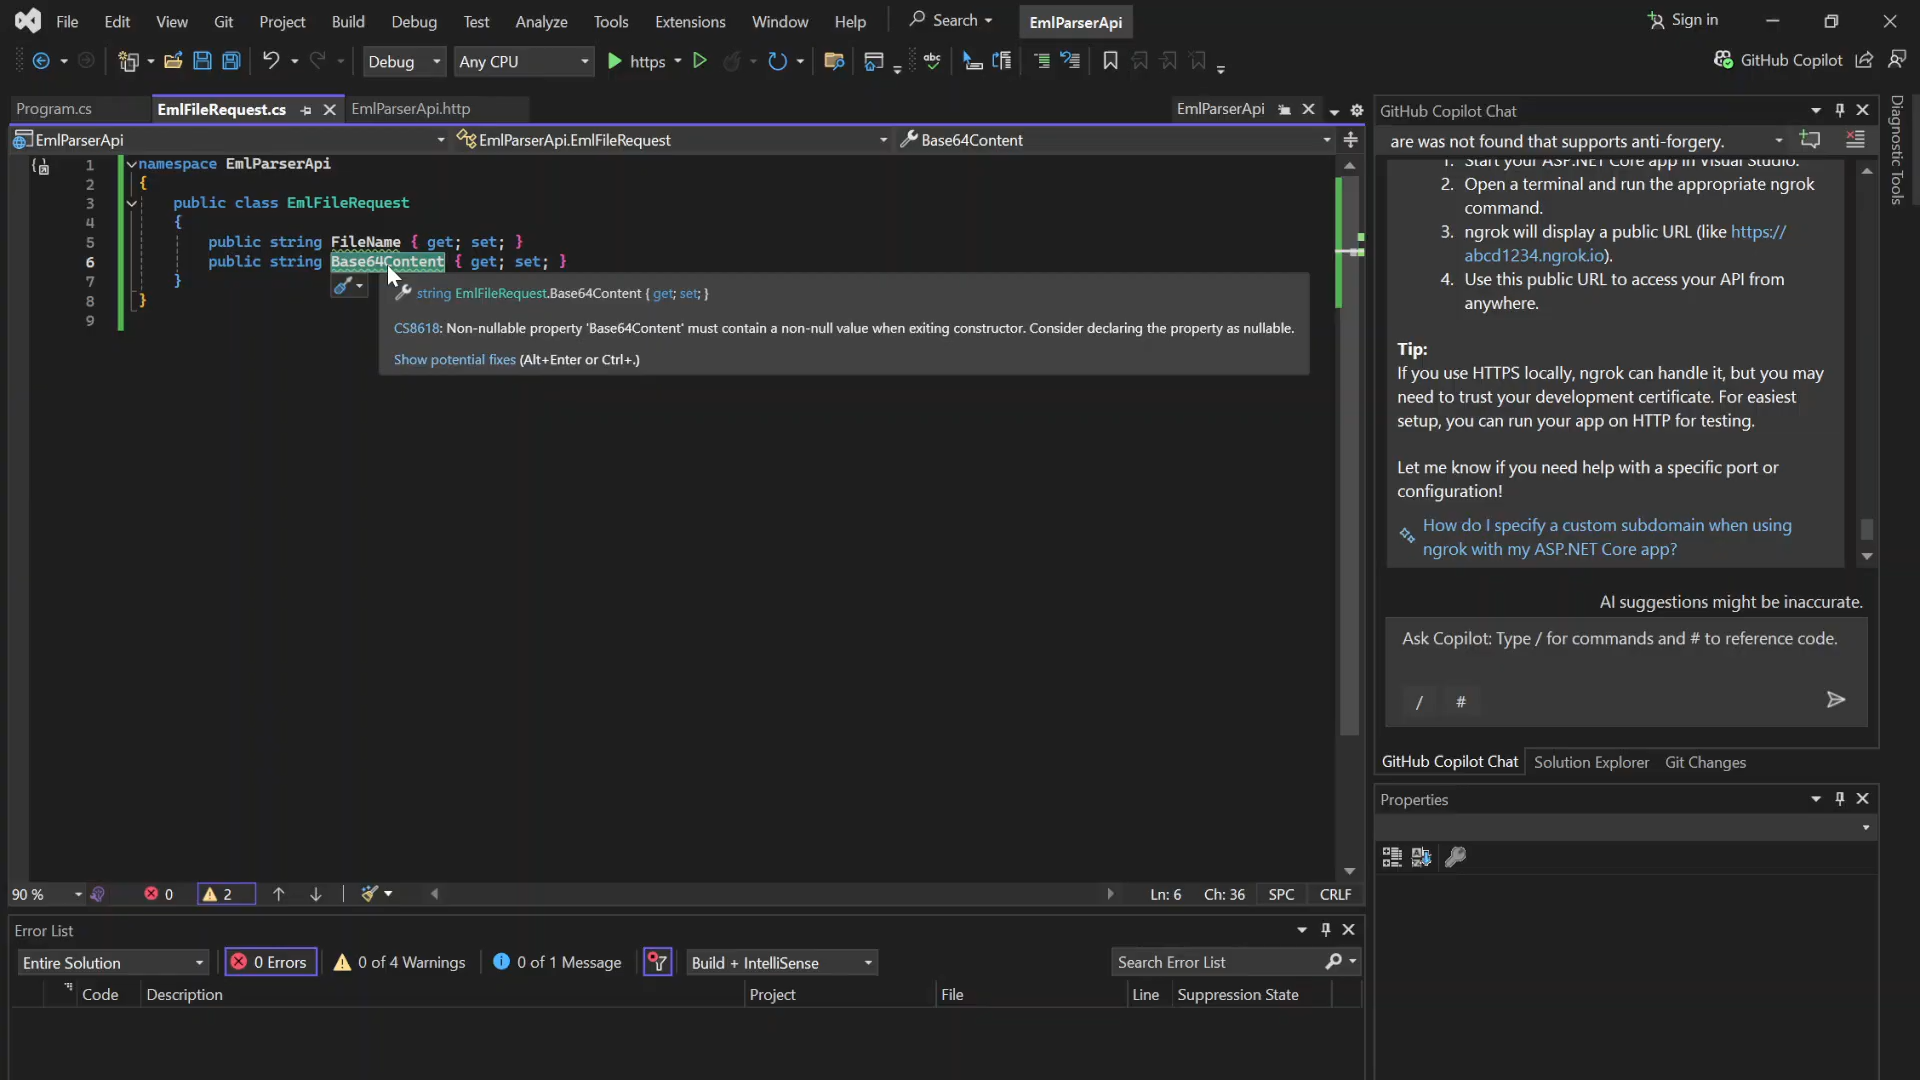 File Edit View Git Project Build Debug Test Analyze Tools Extensions Window Help Search EmlParserApi Sign in
Debug Any CPU https GitHub Copilot
Program.cs EmlFileRequest.cs EmlParserApi.http EmlParserApi
EmlParserApi EmlParserApi.EmlFileRequest Base64Content
1 namespace EmlParserApi
2 {
3 public class EmlFileRequest
4 {
5 public string FileName { get; set; }
6 public string Base64Content { get; set; }
7 }
8 }
9
string EmlFileRequest.Base64Content { get; set; }
CS8618: Non-nullable property 'Base64Content' must contain a non-null value when exiting constructor. Consider declaring the property as nullable.
Show potential fixes (Alt+Enter or Ctrl+.)
90 % 0 2 Ln: 6 Ch: 36 SPC CRLF
Error List
Entire Solution 0 Errors 0 of 4 Warnings 0 of 1 Message Build + IntelliSense Search Error List
Code Description Project File Line Suppression State
GitHub Copilot Chat
are was not found that supports anti-forgery.
1. Start your ASP.NET Core app in Visual Studio.
2. Open a terminal and run the appropriate ngrok
command.
3. ngrok will display a public URL (like https://
abcd1234.ngrok.io).
4. Use this public URL to access your API from
anywhere.
Tip:
If you use HTTPS locally, ngrok can handle it, but you may
need to trust your development certificate. For easiest
setup, you can run your app on HTTP for testing.
Let me know if you need help with a specific port or
configuration!
How do I specify a custom subdomain when using
ngrok with my ASP.NET Core app?
AI suggestions might be inaccurate.
Ask Copilot: Type / for commands and # to reference code.
/ #
GitHub Copilot Chat Solution Explorer Git Changes
Properties
Diagnostic Tools